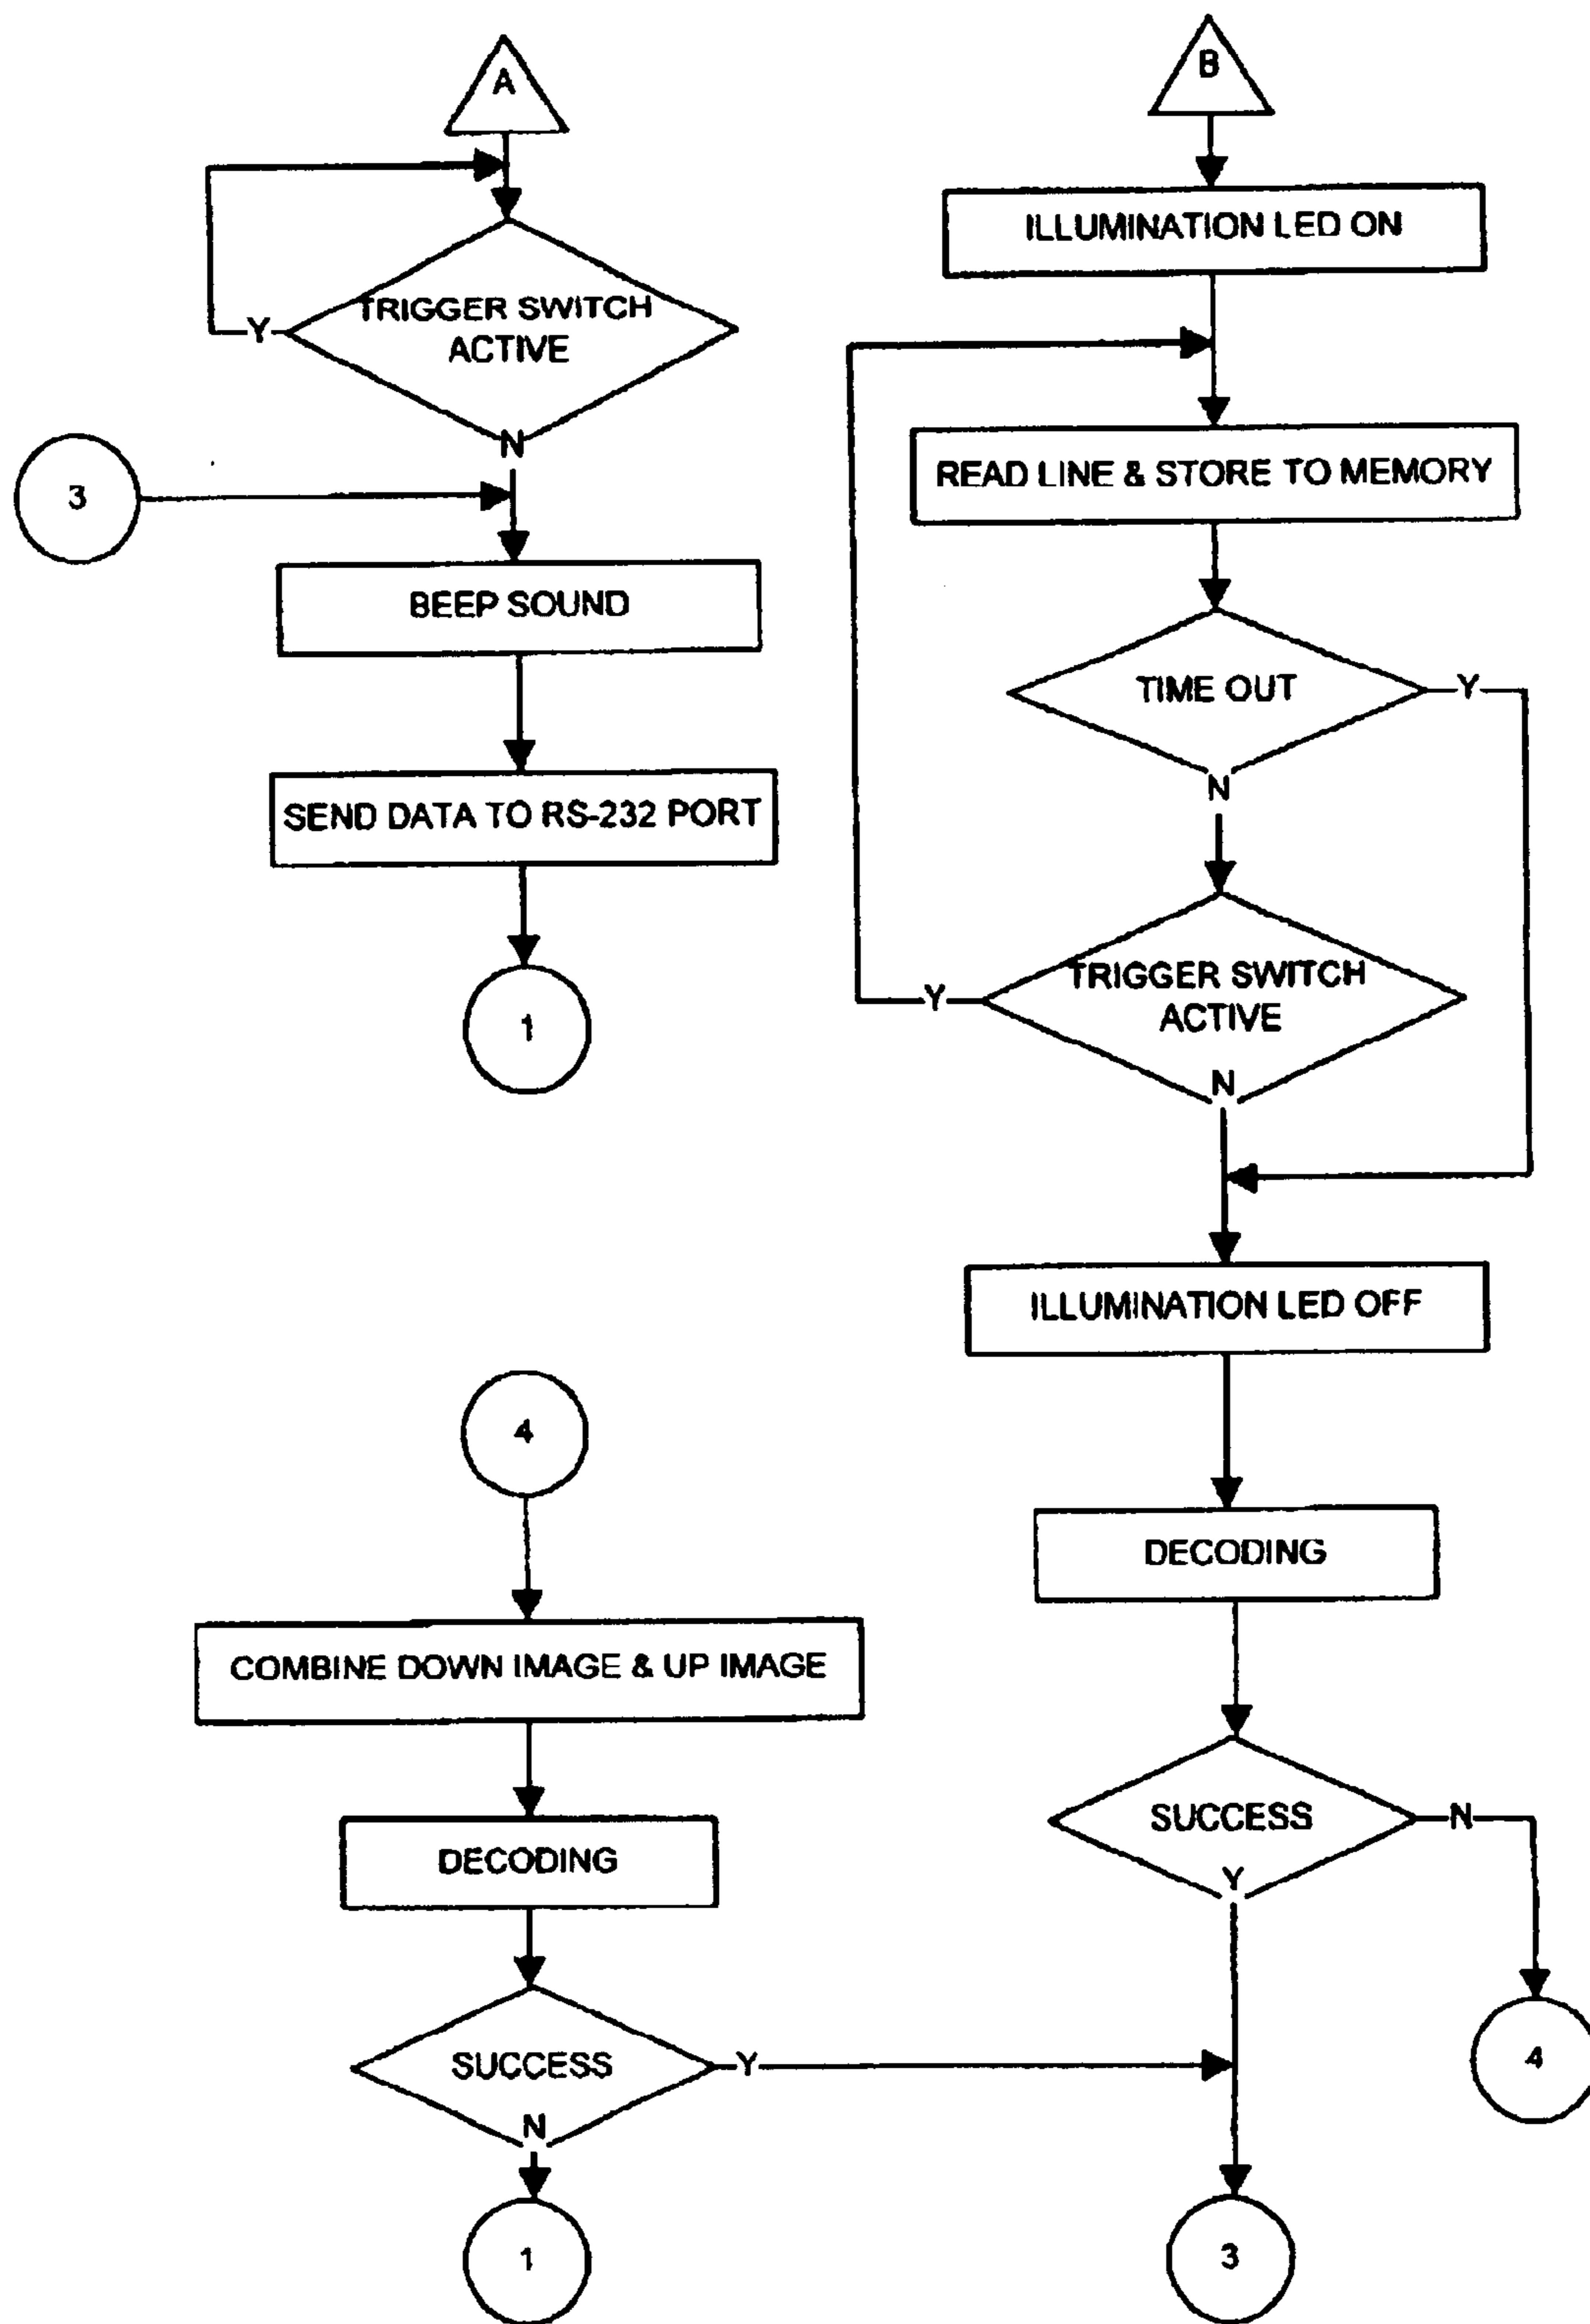 A
TRIGGER SWITCH
ACTIVE
Y
N
3
BEEP SOUND
SEND DATA TO RS-232 PORT
1
B
ILLUMINATION LED ON
READ LINE & STORE TO MEMORY
TIME OUT
Y
N
TRIGGER SWITCH
ACTIVE
Y
N
ILLUMINATION LED OFF
DECODING
SUCCESS
N
Y
4
3
4
COMBINE DOWN IMAGE & UP IMAGE
DECODING
SUCCESS
Y
N
1